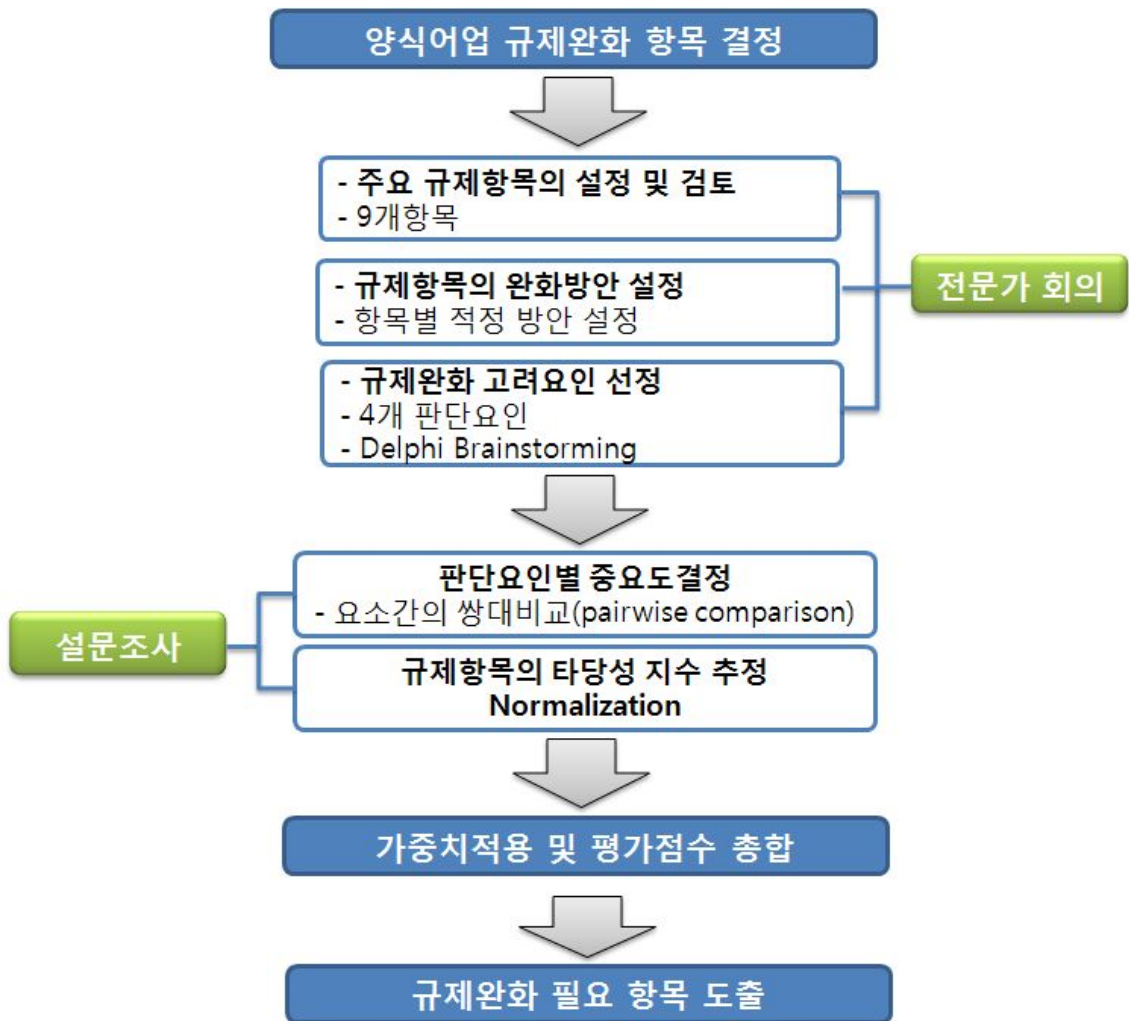 양식어업 규제완화 항목 결정
- 주요 규제항목의 설정 및 검토
- 9개항목
- 규제항목의 완화방안 설정
- 항목별 적정 방안 설정
전문가 회의
- 규제완화 고려요인 선정
- 4개 판단요인
- Delphi Brainstorming
판단요인별 중요도결정
- 요소간의 쌍대비교(pairwise comparison)
설문조사
규제항목의 타당성 지수 추정
Normalization
가중치적용 및 평가점수 총합
규제완화 필요 항목 도출